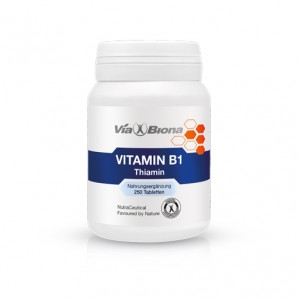 Via Biona
VITAMIN B1
Thiamin
Nahrungsergänzung
250 Tabletten
NutraCeutical
Favoured by Nature